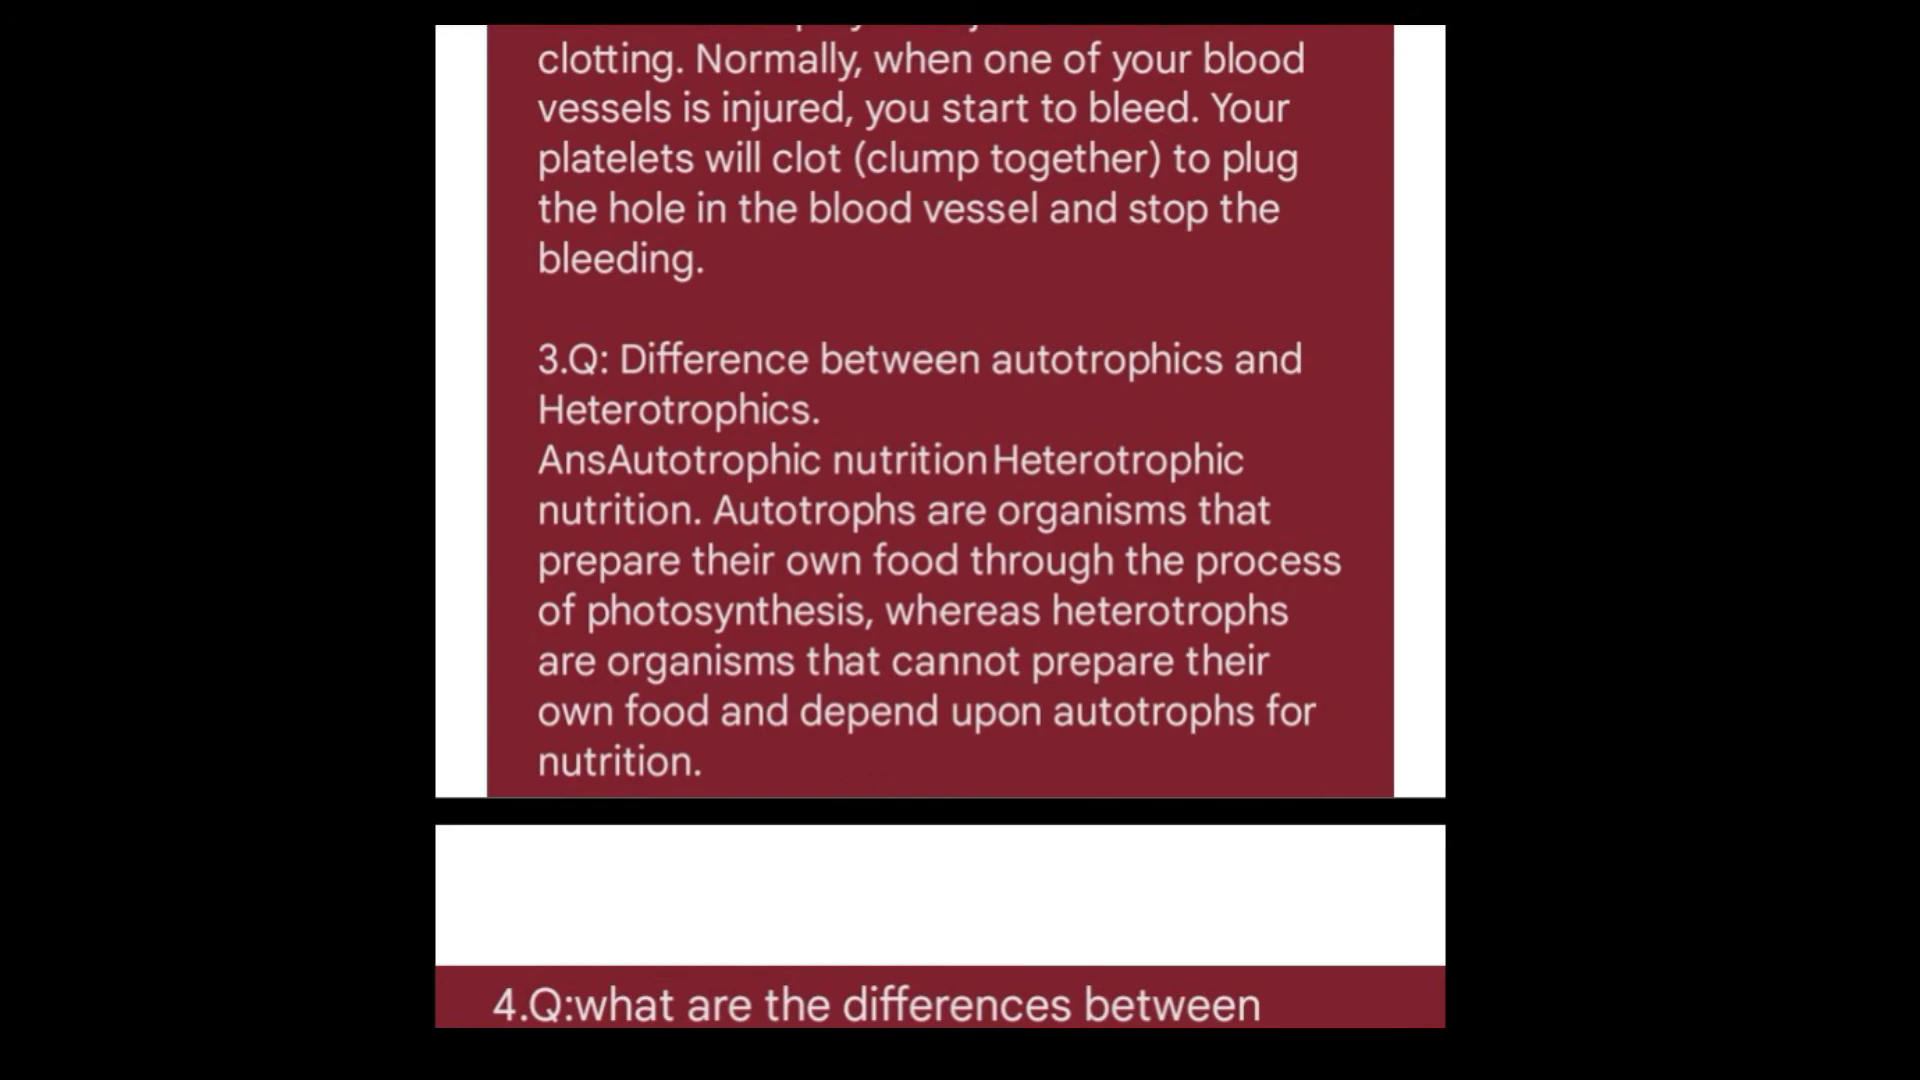 clotting. Normally, when one of your blood
vessels is injured, you start to bleed. Your
platelets will clot (clump together) to plug
the hole in the blood vessel and stop the
bleeding.
3.Q: Difference between autotrophics and
Heterotrophics.
AnsAutotrophic nutritionHeterotrophic
nutrition. Autotrophs are organisms that
prepare their own food through the process
of photosynthesis, whereas heterotrophs
are organisms that cannot prepare their
own food and depend upon autotrophs for
nutrition.
4.Q:what are the differences between